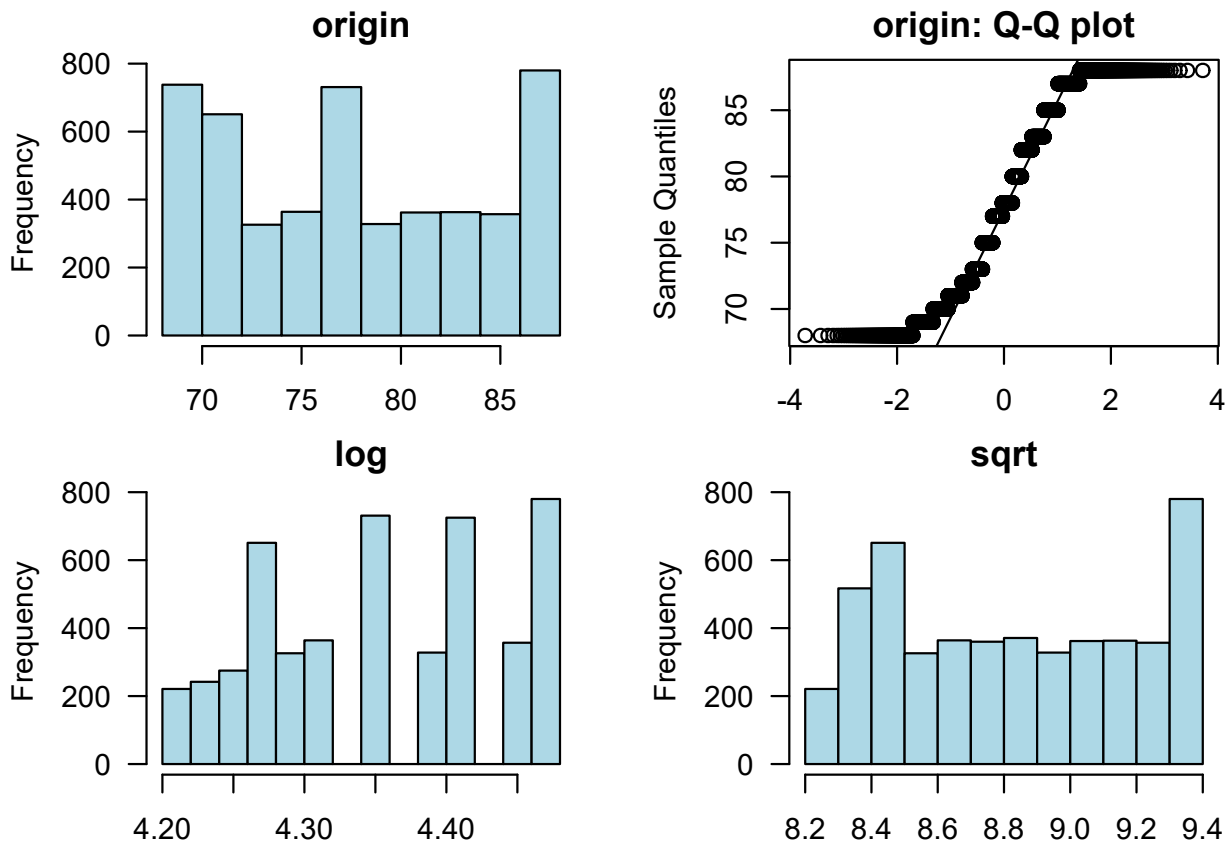 origin
Frequency
800
600
400
200
0
70 75 80 85
origin: Q-Q plot
Sample Quantiles
85
80
75
70
-4 -2 0 2 4
log
Frequency
800
600
400
200
0
4.20 4.30 4.40
sqrt
Frequency
800
600
400
200
0
8.2 8.4 8.6 8.8 9.0 9.2 9.4